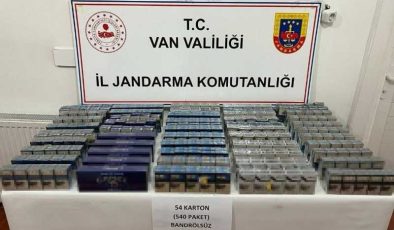 T.C.
VAN VALİLİĞİ
İL JANDARMA KOMUTANLIĞI
54 KARTON
(540 PAKET)
BANDROLSÜZ